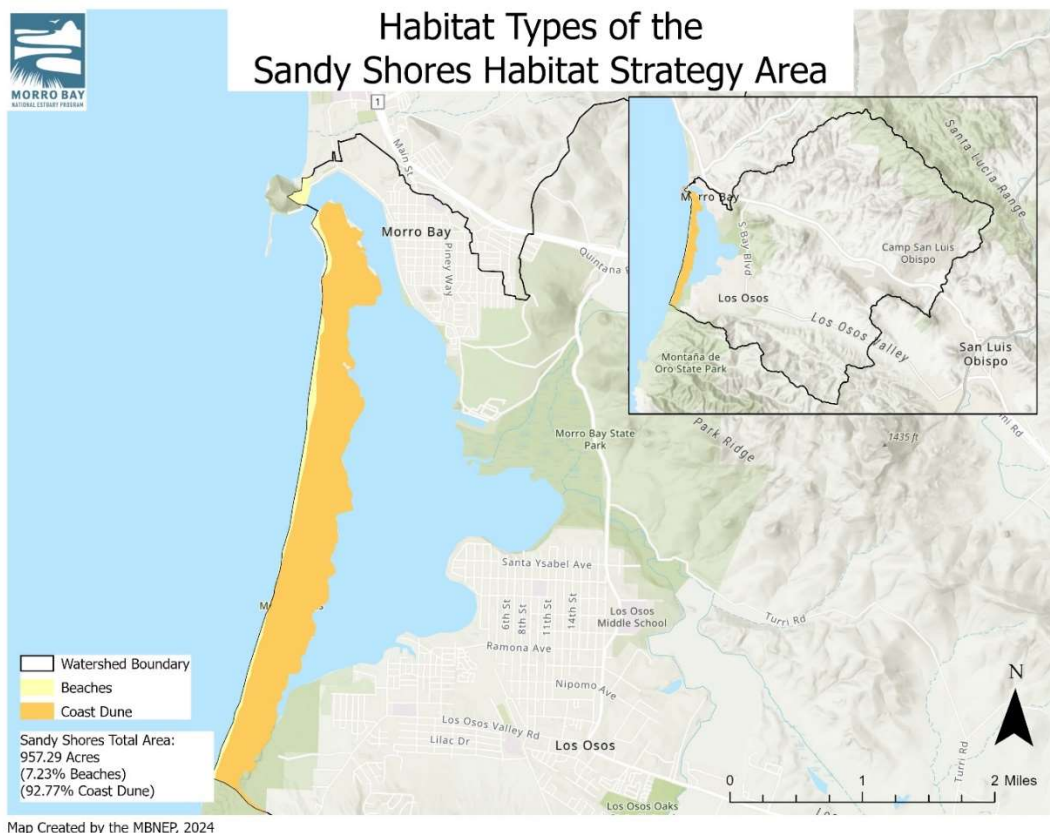 Habitat Types of the
Sandy Shores Habitat Strategy Area
MORRO BAY
NATIONAL ESTUARY PROGRAM
1
Main St
Morro Bay
Piney Way
Quintana
Morro Bay State
Park
Park Ridge
1435 ft
Santa Ysabel Ave
6th St
8th St
11th St
14th St
Los Osos
Middle School
Ramona Ave
Turri Rd
Nipomo Ave
Los Osos Valley Rd
Lilac Dr
Los Osos
Turri Rd
Los Osos Oaks
Santa Lucia Range
Morro Bay
S Bay Blvd
Camp San Luis
Obispo
Los Osos
Los Osos Valley
San Luis
Obispo
Montaña de
Oro State Park
Rd
Watershed Boundary
Beaches
Coast Dune
Sandy Shores Total Area:
957.29 Acres
(7.23% Beaches)
(92.77% Coast Dune)
N
0 1 2 Miles
Map Created by the MBNEP, 2024